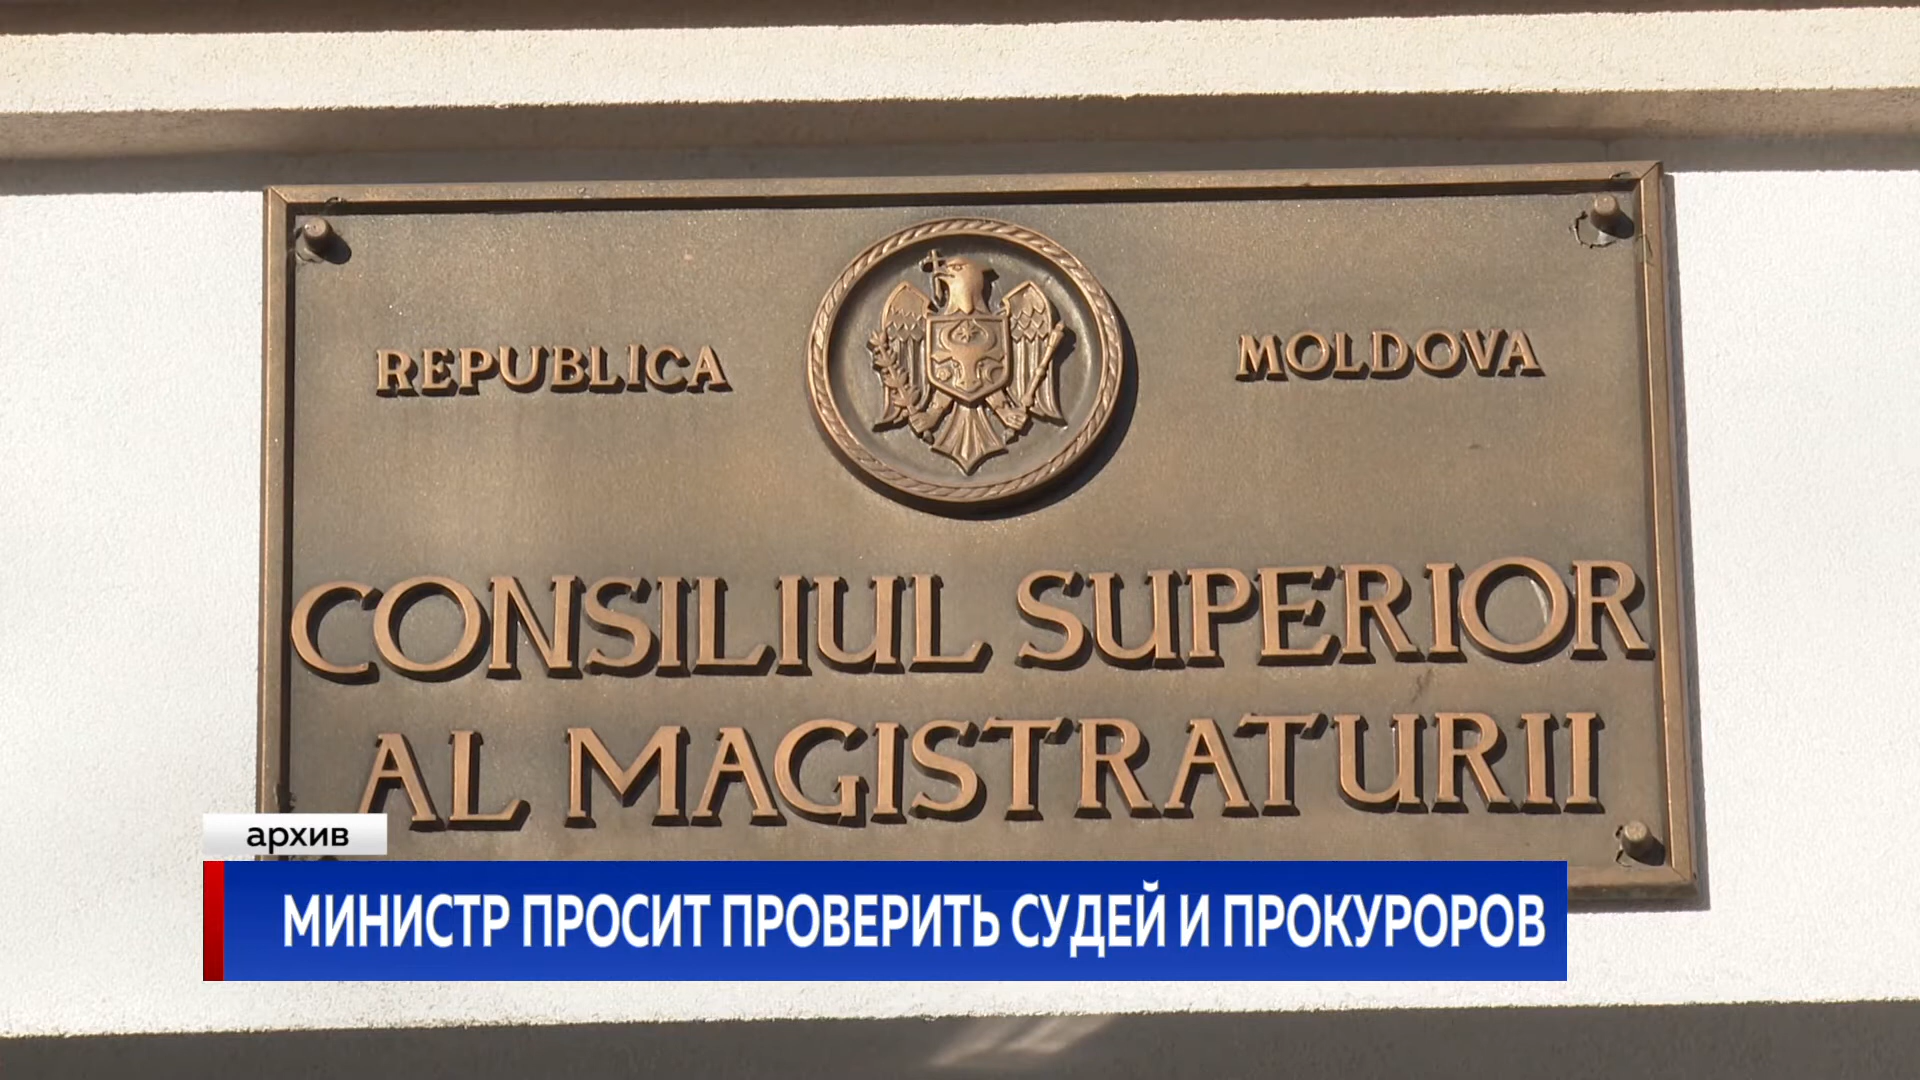 REPUBLICA MOLDOVA
CONSILIUL SUPERIOR
AL MAGISTRATURII
архив
МИНИСТР ПРОСИТ ПРОВЕРИТЬ СУДЕЙ И ПРОКУРОРОВ